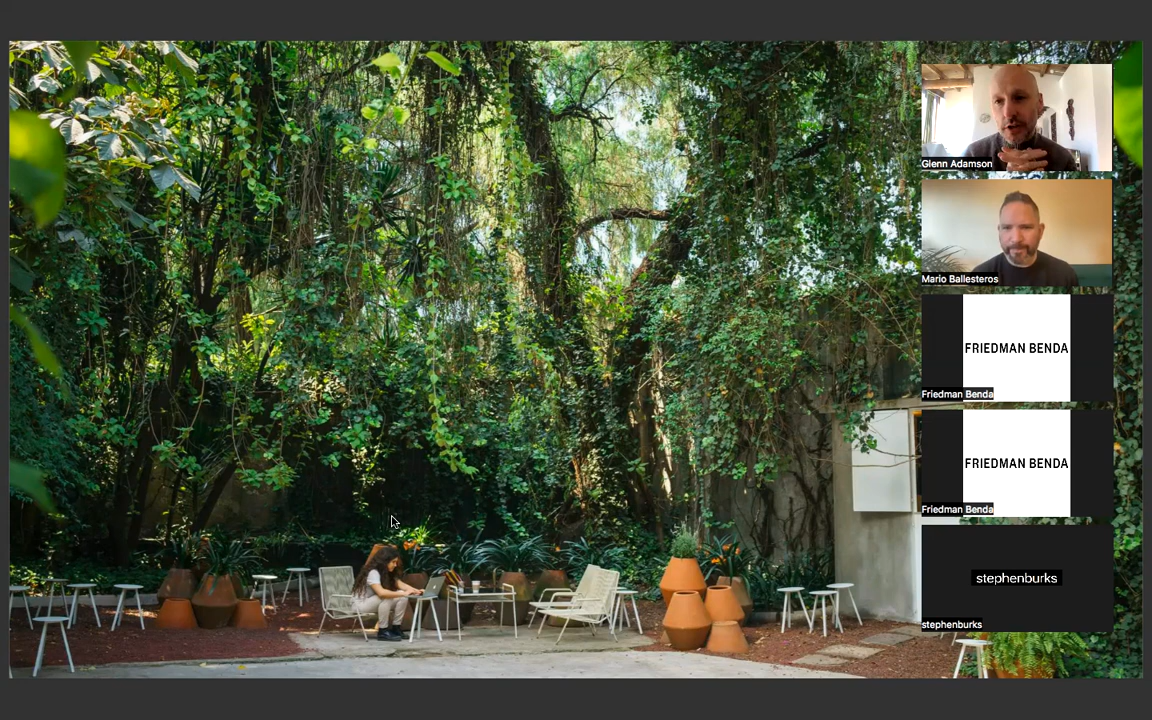 Glenn Adamson
Mario Ballesteros
FRIEDMAN BENDA
Friedman Benda
FRIEDMAN BENDA
Friedman Benda
stephenburks
stephenburks